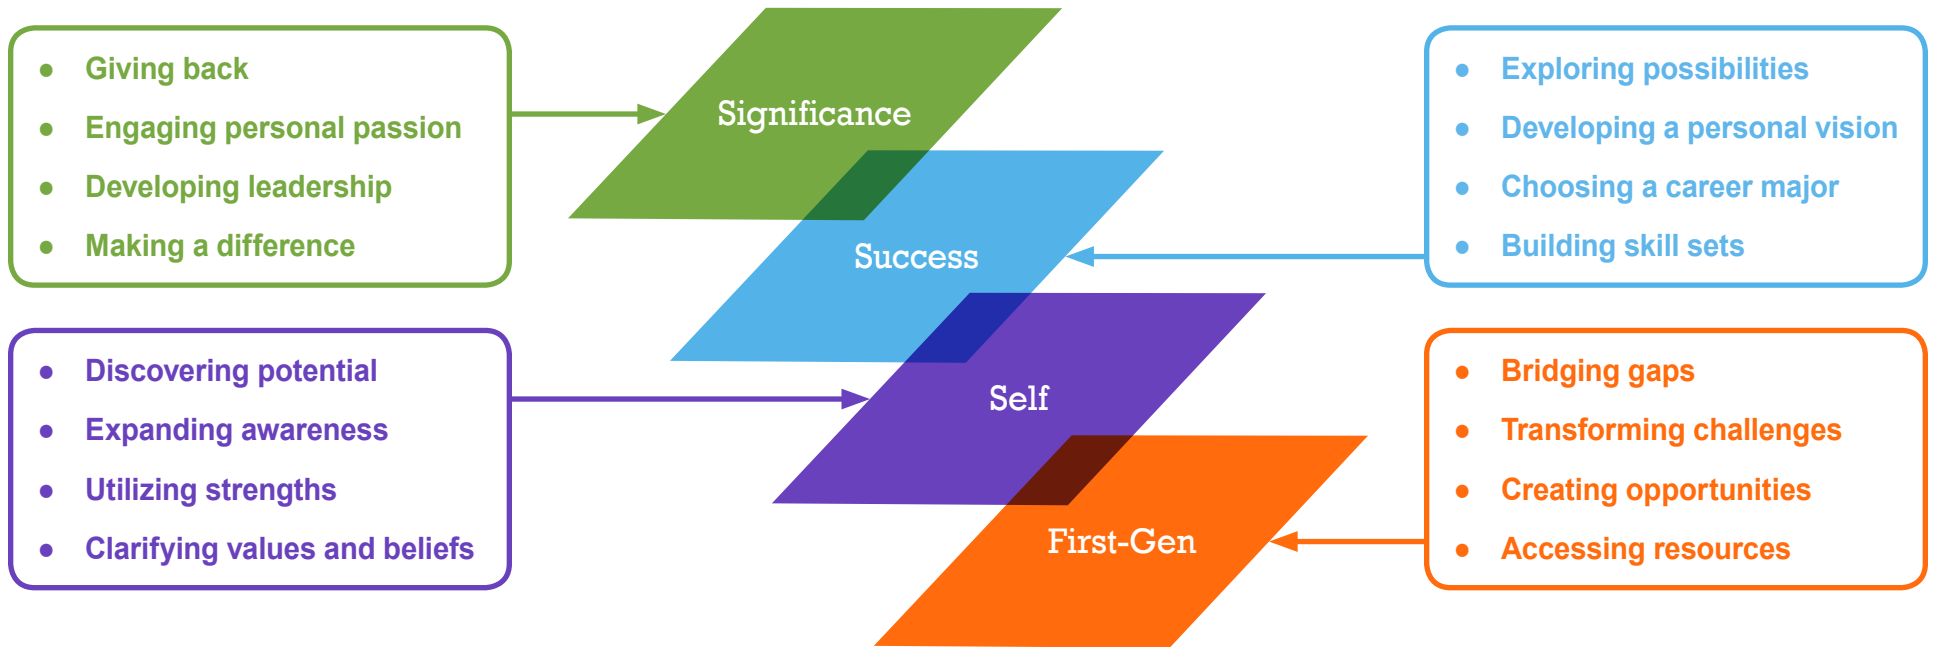 ● Giving back
● Engaging personal passion
● Developing leadership
● Making a difference
Significance
● Exploring possibilities
● Developing a personal vision
● Choosing a career major
● Building skill sets
Success
● Discovering potential
● Expanding awareness
● Utilizing strengths
● Clarifying values and beliefs
Self
● Bridging gaps
● Transforming challenges
● Creating opportunities
● Accessing resources
First-Gen